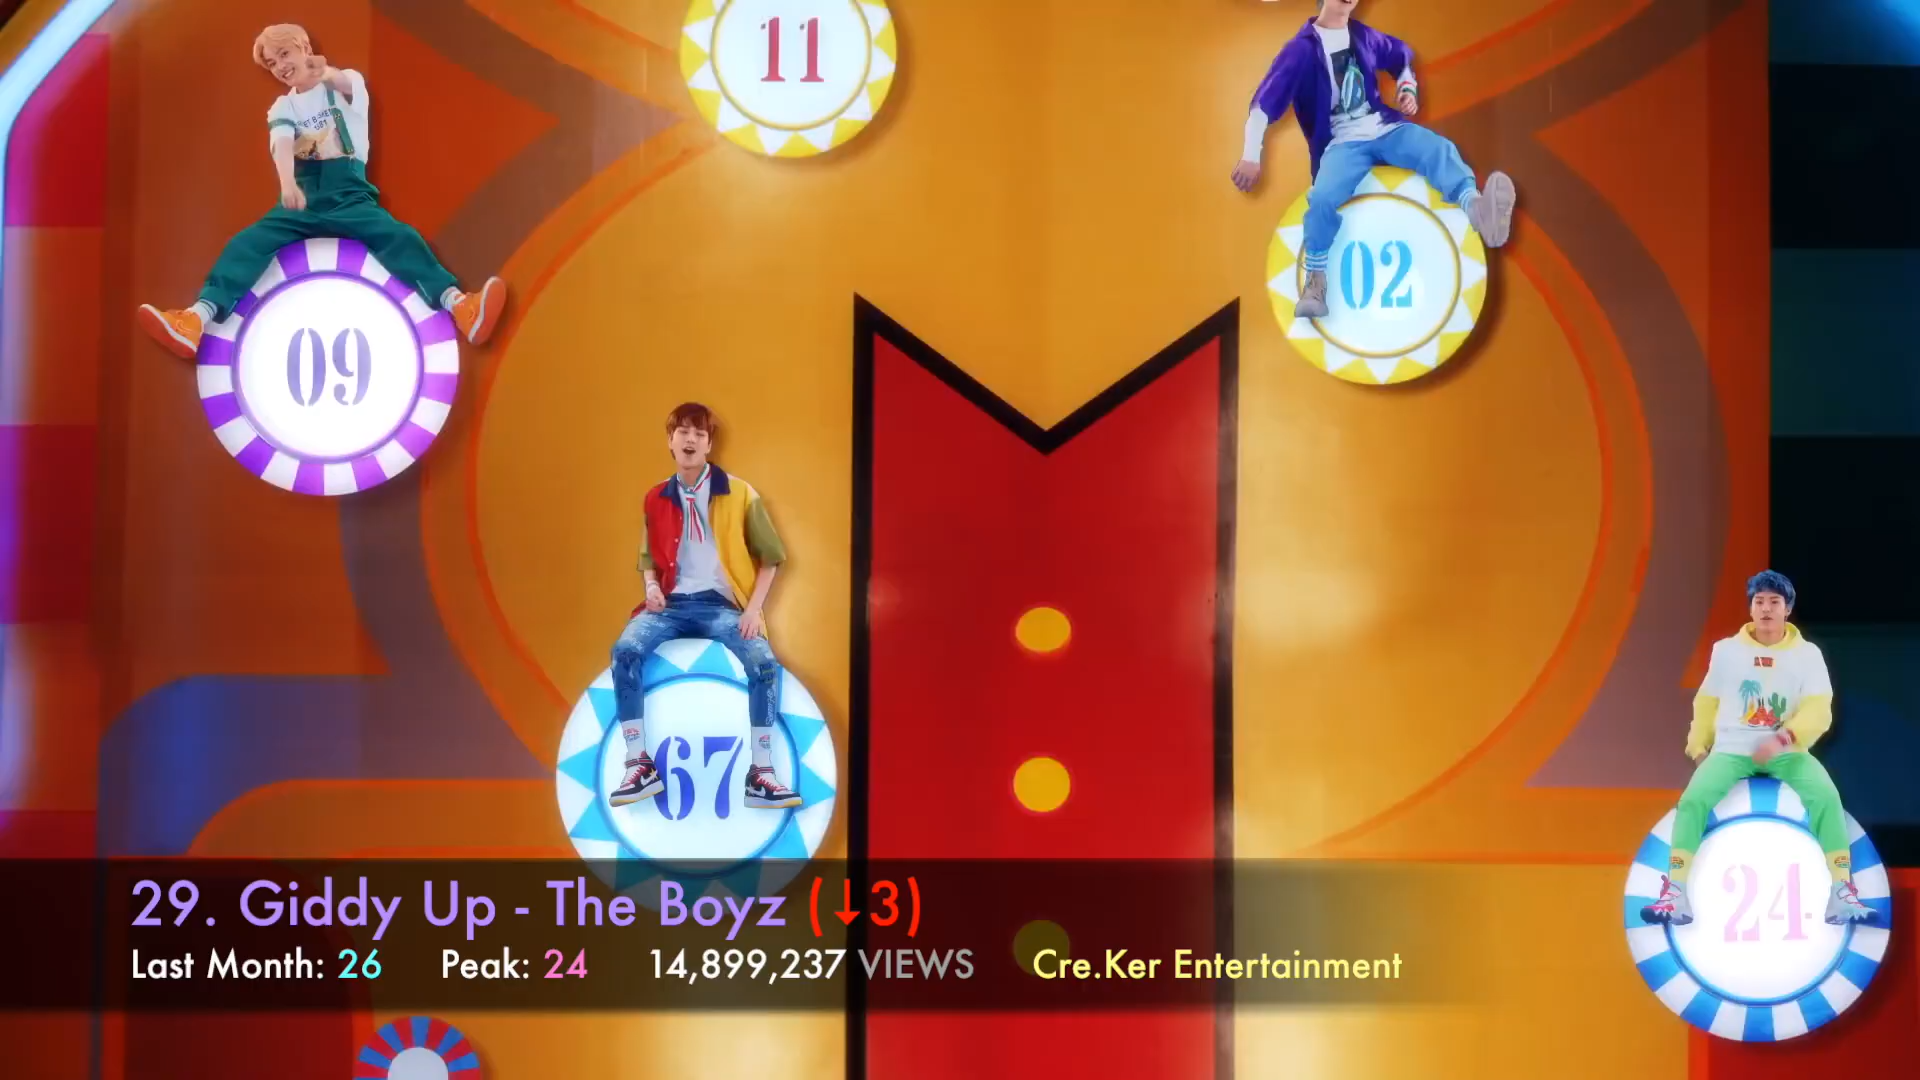 11
02
09
67
24
29. Giddy Up - The Boyz (↓3)
Last Month: 26 Peak: 24 14,899,237 VIEWS Cre.Ker Entertainment